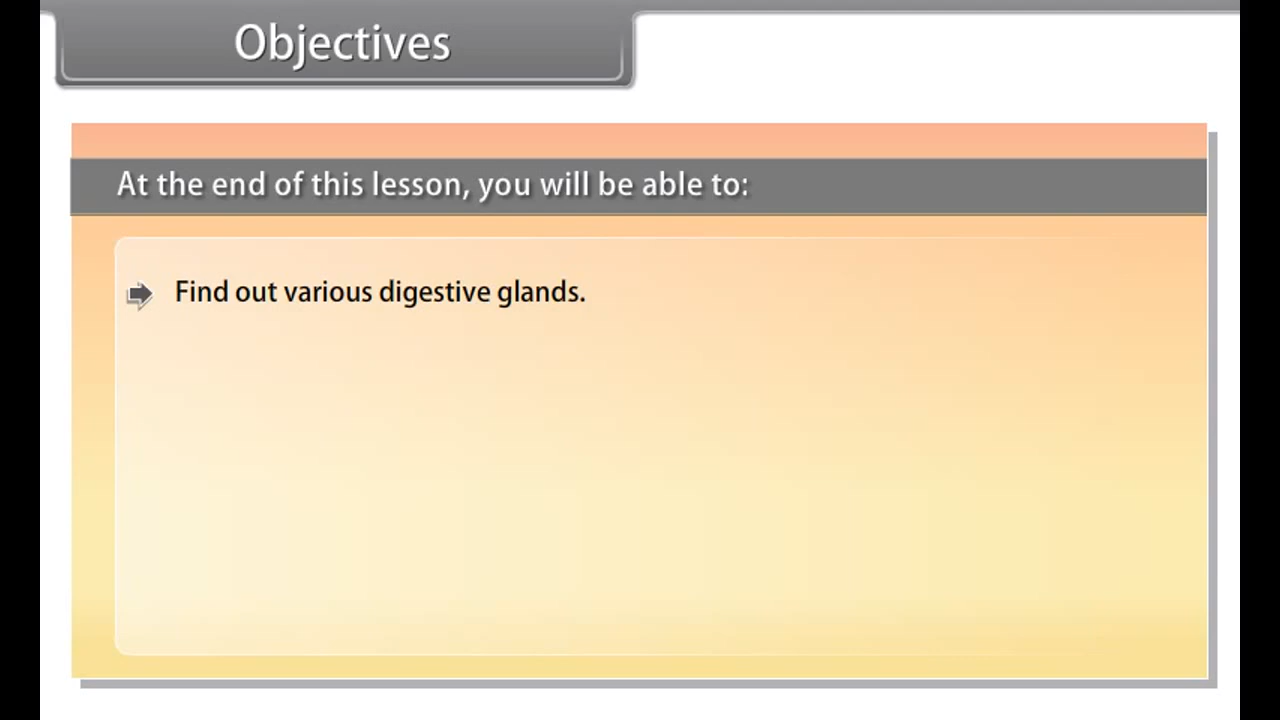 Objectives
At the end of this lesson, you will be able to:
Find out various digestive glands.